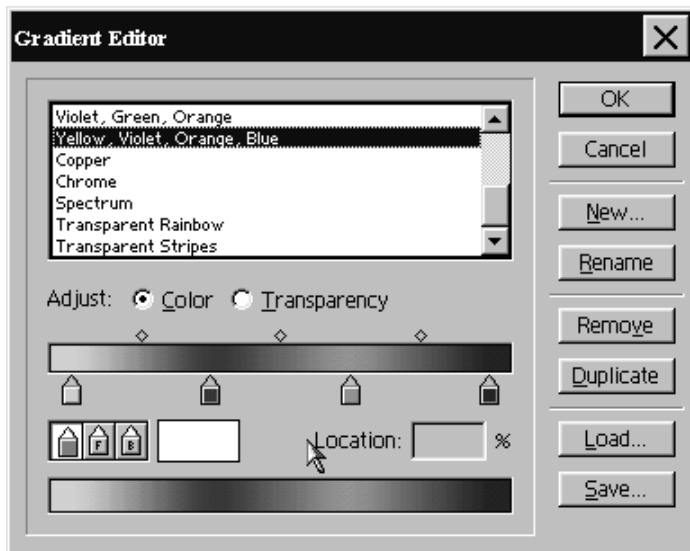 Gradient Editor
Violet, Green, Orange
Yellow, Violet, Orange, Blue
Copper
Chrome
Spectrum
Transparent Rainbow
Transparent Stripes
Adjust: Color Transparency
F B Location: %
OK
Cancel
New...
Rename
Remove
Duplicate
Load...
Save...